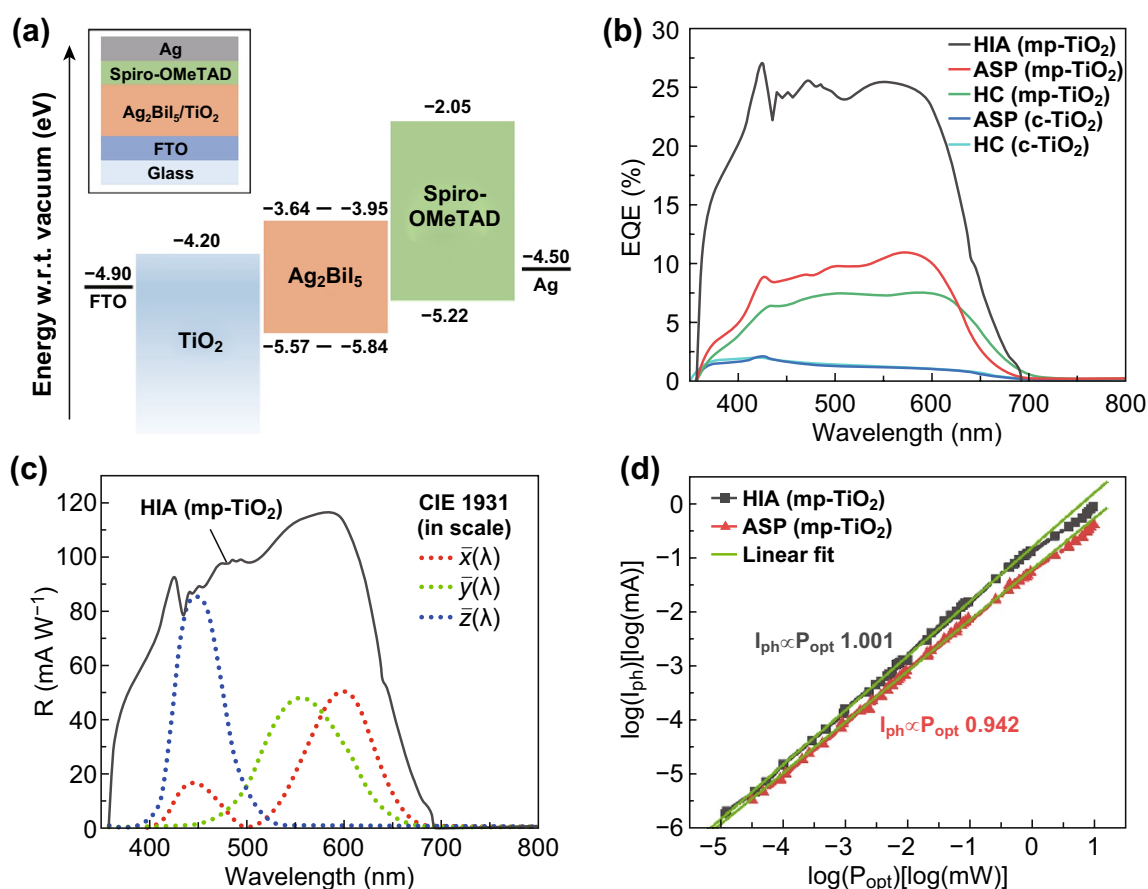 (a)
Energy w.r.t. vacuum (eV)
Ag
Spiro-OMeTAD
Ag₂BiI₅/TiO₂
FTO
Glass
−2.05
−3.64 — −3.95
−4.20
Spiro-
OMeTAD
−4.90
FTO
Ag₂BiI₅
−4.50
Ag
TiO₂
−5.22
−5.57 — −5.84
(b)
EQE (%)
30
25
20
15
10
5
0
HIA (mp-TiO₂)
ASP (mp-TiO₂)
HC (mp-TiO₂)
ASP (c-TiO₂)
HC (c-TiO₂)
400 500 600 700 800
Wavelength (nm)
(c)
R (mA W⁻¹)
120
100
80
60
40
20
0
HIA (mp-TiO₂)
CIE 1931
(in scale)
x̄(λ)
ȳ(λ)
z̄(λ)
400 500 600 700 800
Wavelength (nm)
(d)
log(Iₚₕ)[log(mA)]
0
−1
−2
−3
−4
−5
−6
HIA (mp-TiO₂)
ASP (mp-TiO₂)
Linear fit
Iₚₕ∝Pₒₚₜ 1.001
Iₚₕ∝Pₒₚₜ 0.942
−5 −4 −3 −2 −1 0 1
log(Pₒₚₜ)[log(mW)]